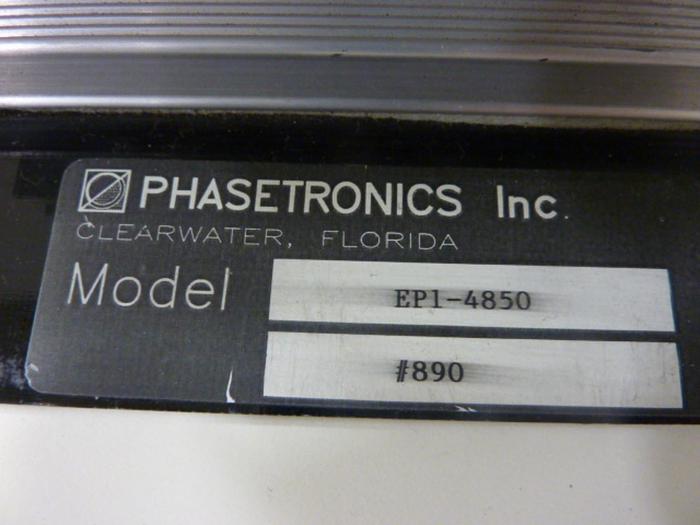 PHASETRONICS Inc.
CLEARWATER, FLORIDA
Model EP1-4850
#890